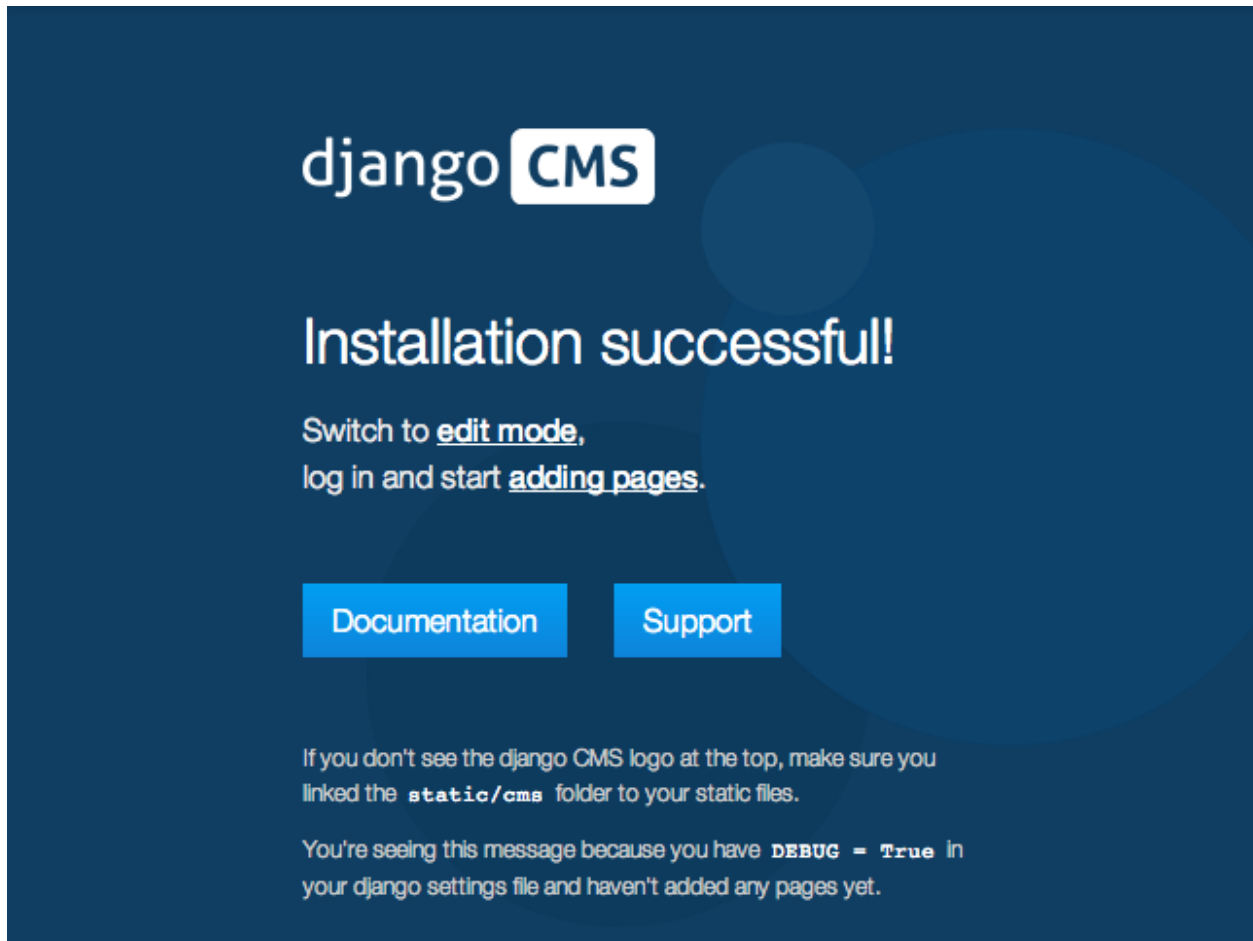 django CMS
Installation successful!
Switch to edit mode,
log in and start adding pages.
Documentation Support
If you don't see the django CMS logo at the top, make sure you
linked the static/cms folder to your static files.
You're seeing this message because you have DEBUG = True in
your django settings file and haven't added any pages yet.